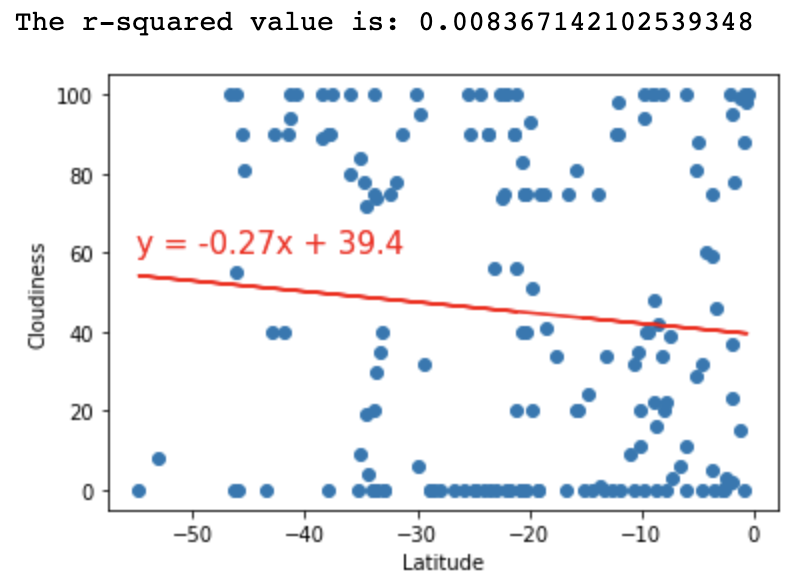 The r-squared value is: 0.008367142102539348
100
80
60
40
20
0
Cloudiness
y = -0.27x + 39.4
−50 −40 −30 −20 −10 0
Latitude